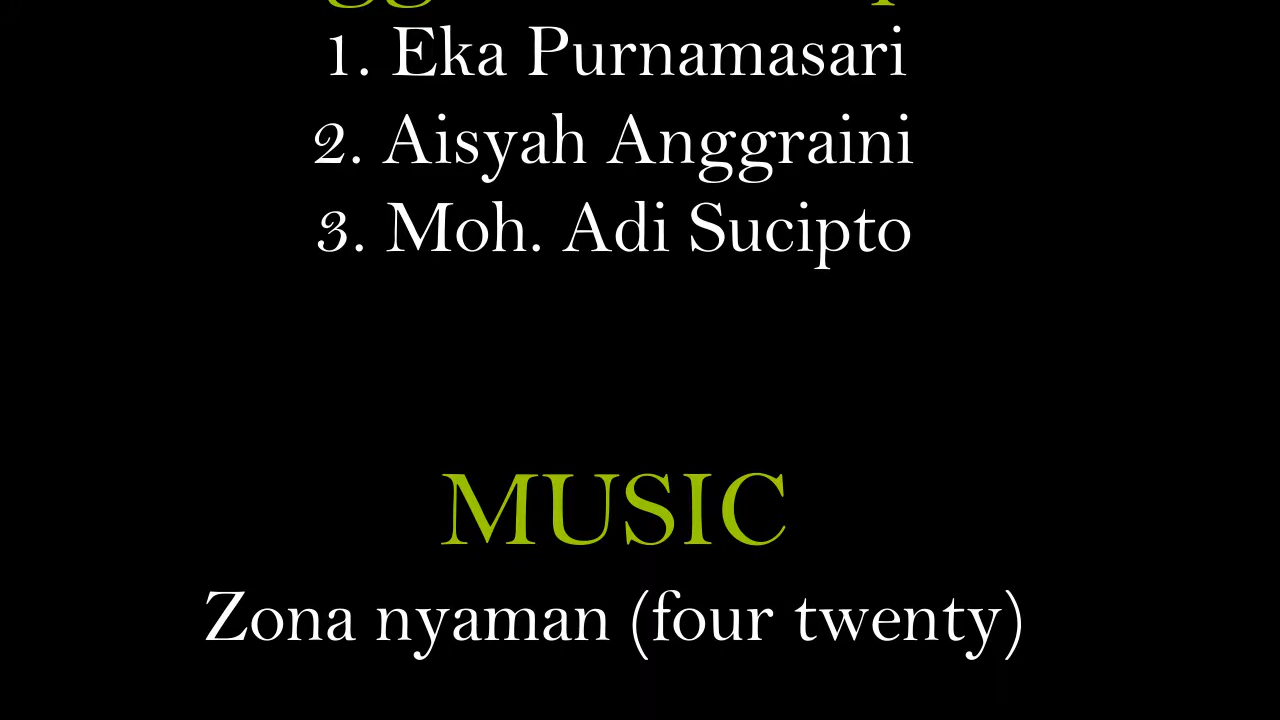 1. Eka Purnamasari
2. Aisyah Anggraini
3. Moh. Adi Sucipto
MUSIC
Zona nyaman (four twenty)